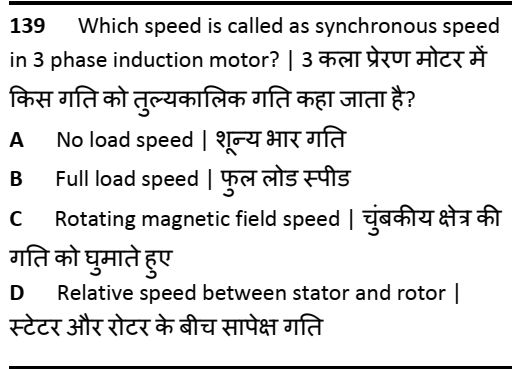 139 Which speed is called as synchronous speed
in 3 phase induction motor? | 3 कला प्रेरण मोटर में
किस गति को तुल्यकालिक गति कहा जाता है?
A No load speed | शून्य भार गति
B Full load speed | फुल लोड स्पीड
C Rotating magnetic field speed | चुंबकीय क्षेत्र की
गति को घुमाते हुए
D Relative speed between stator and rotor |
स्टेटर और रोटर के बीच सापेक्ष गति